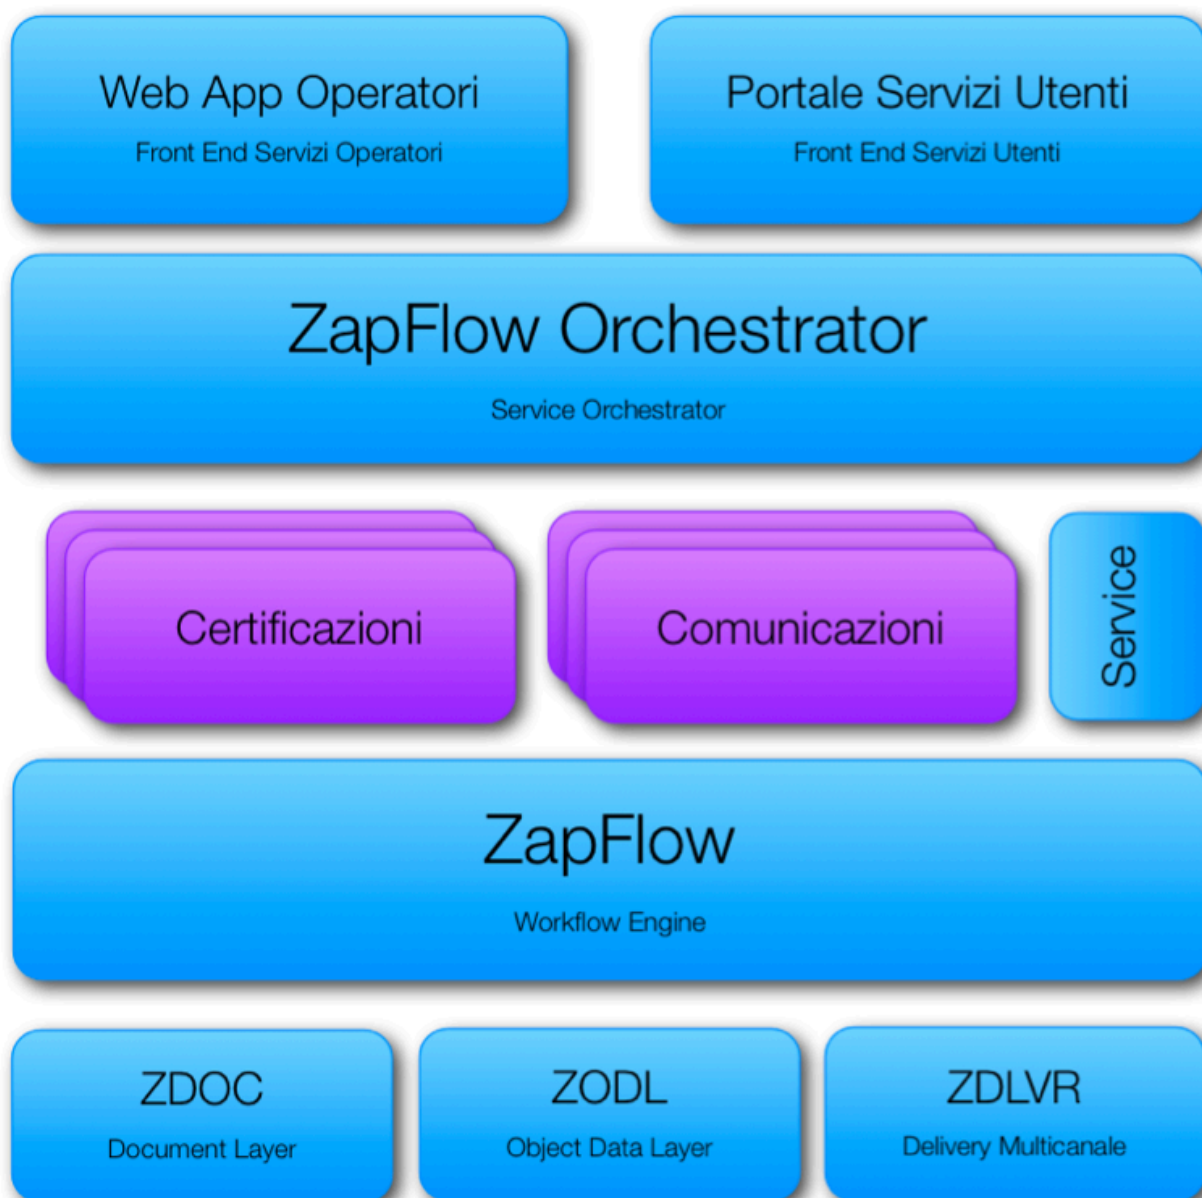 Web App Operatori
Front End Servizi Operatori
Portale Servizi Utenti
Front End Servizi Utenti
ZapFlow Orchestrator
Service Orchestrator
Certificazioni
Comunicazioni
Service
ZapFlow
Workflow Engine
ZDOC
Document Layer
ZODL
Object Data Layer
ZDLVR
Delivery Multicanale